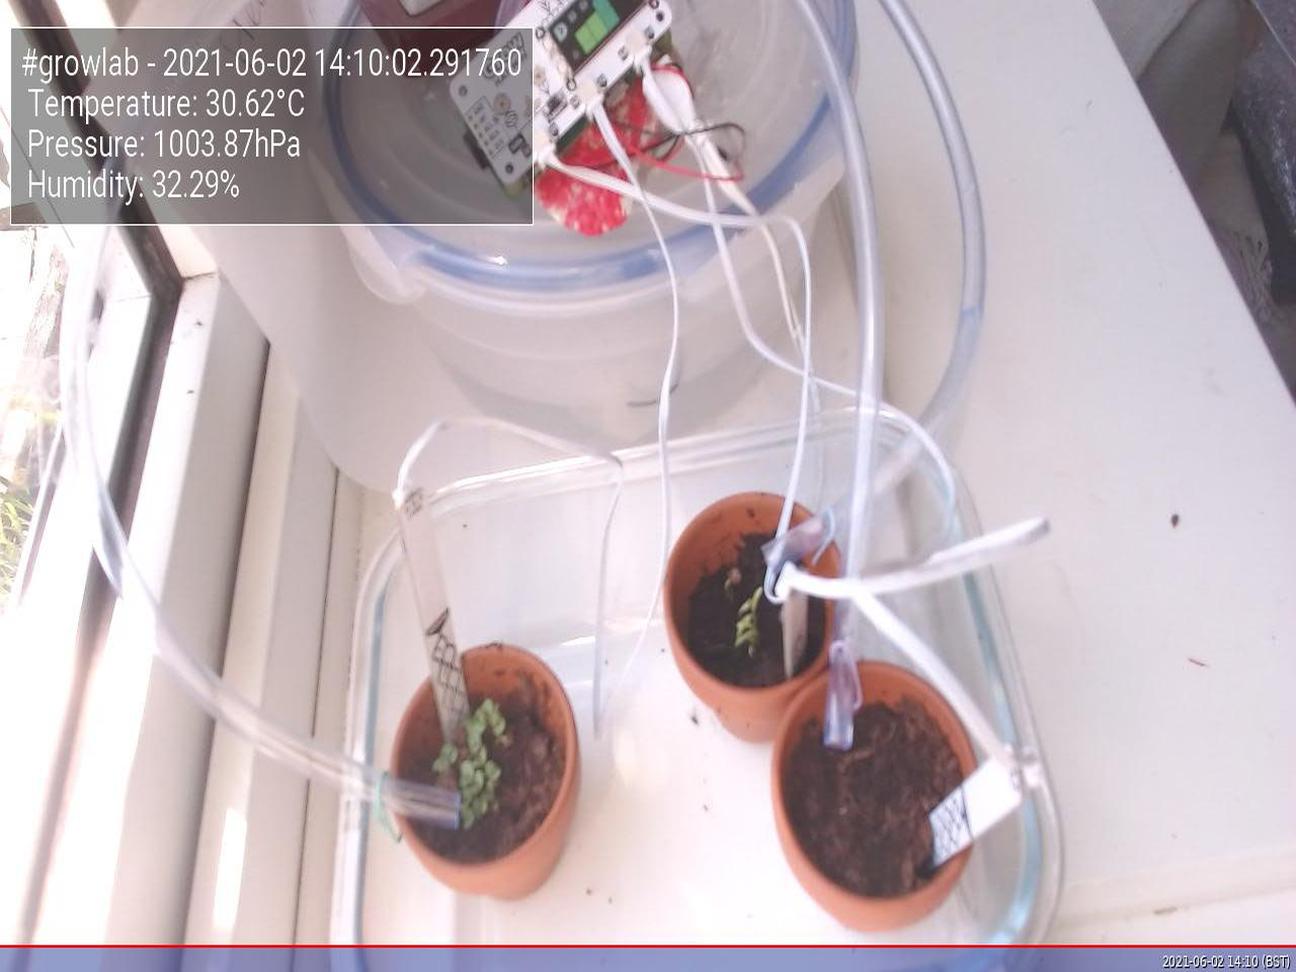 #growlab - 2021-06-02 14:10:02.291760
Temperature: 30.62°C
Pressure: 1003.87hPa
Humidity: 32.29%
2021-06-02 14:10 (BST)